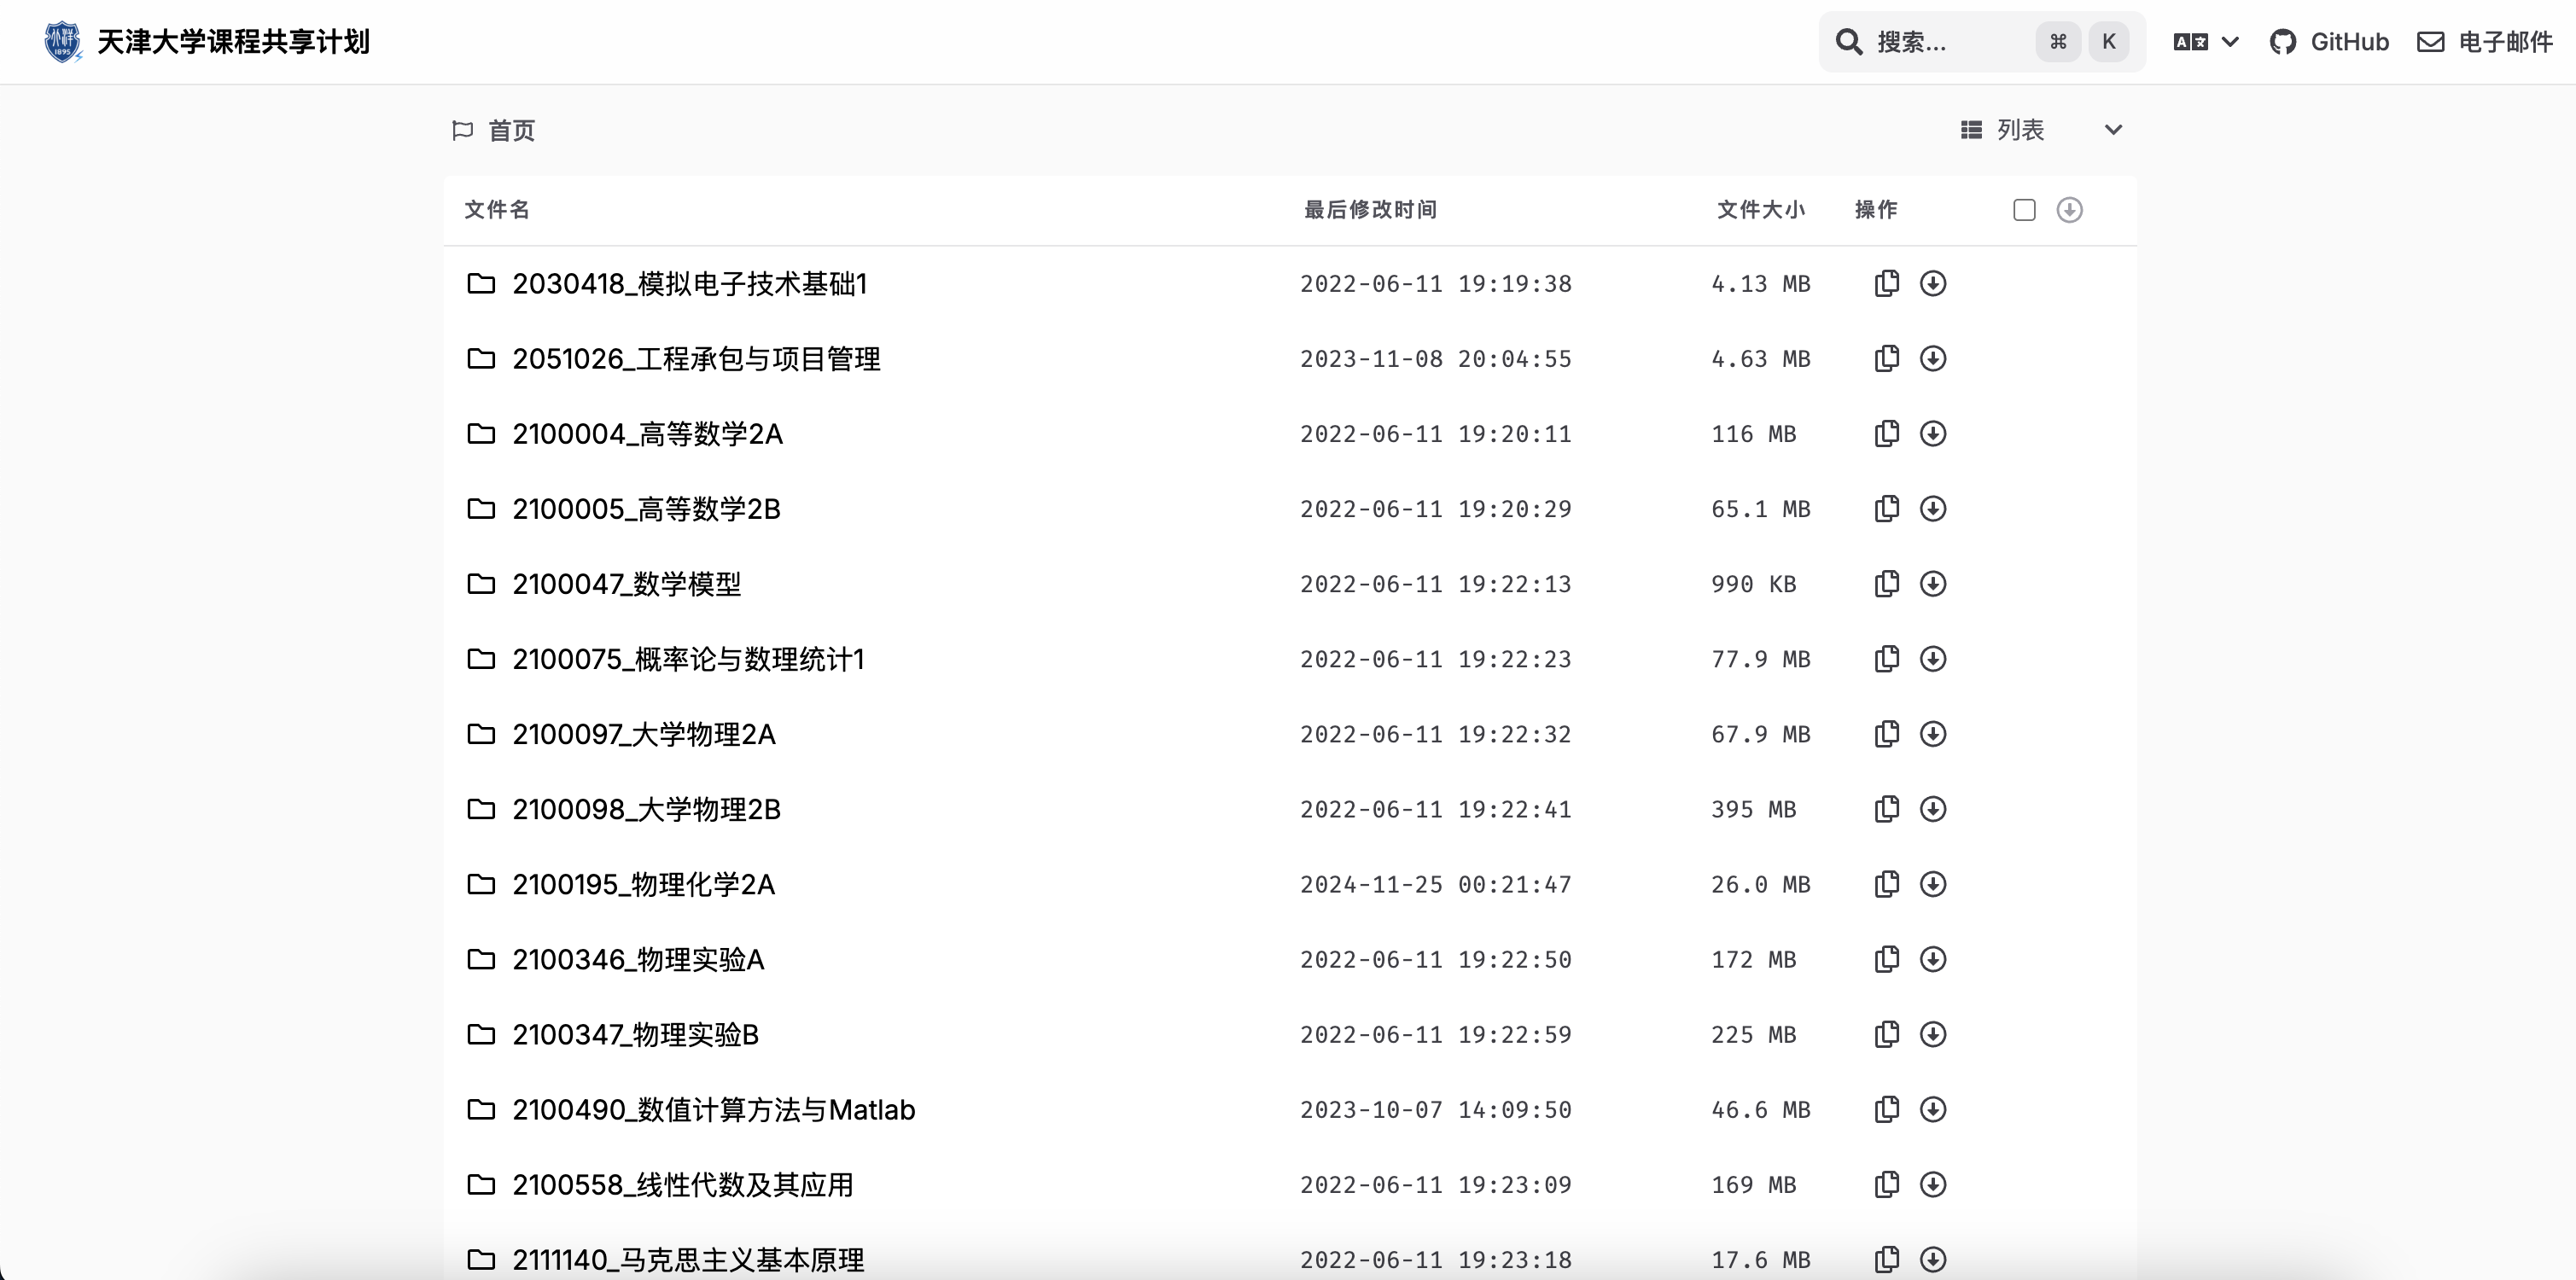 天津大学课程共享计划
搜索... ⌘ K GitHub 电子邮件
首页 列表
文件名 最后修改时间 文件大小 操作
2030418_模拟电子技术基础1 2022-06-11 19:19:38 4.13 MB
2051026_工程承包与项目管理 2023-11-08 20:04:55 4.63 MB
2100004_高等数学2A 2022-06-11 19:20:11 116 MB
2100005_高等数学2B 2022-06-11 19:20:29 65.1 MB
2100047_数学模型 2022-06-11 19:22:13 990 KB
2100075_概率论与数理统计1 2022-06-11 19:22:23 77.9 MB
2100097_大学物理2A 2022-06-11 19:22:32 67.9 MB
2100098_大学物理2B 2022-06-11 19:22:41 395 MB
2100195_物理化学2A 2024-11-25 00:21:47 26.0 MB
2100346_物理实验A 2022-06-11 19:22:50 172 MB
2100347_物理实验B 2022-06-11 19:22:59 225 MB
2100490_数值计算方法与Matlab 2023-10-07 14:09:50 46.6 MB
2100558_线性代数及其应用 2022-06-11 19:23:09 169 MB
2111140_马克思主义基本原理 2022-06-11 19:23:18 17.6 MB